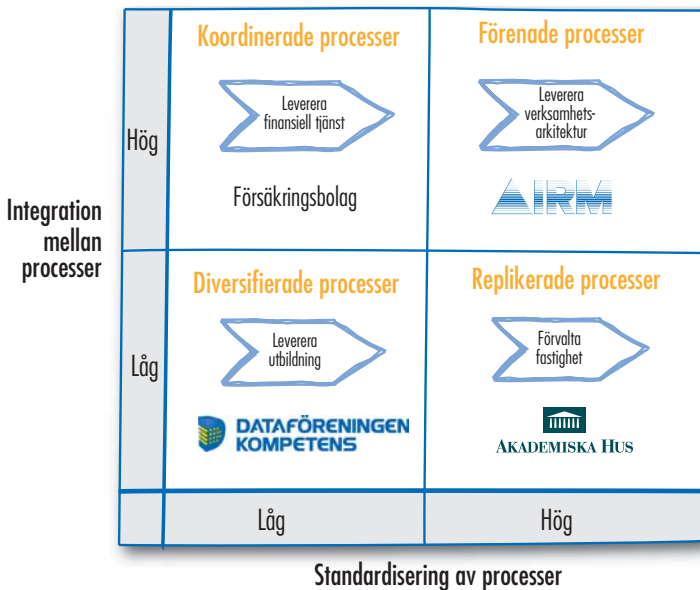 Koordinerade processer
Leverera
finansiell tjänst
Försäkringsbolag
Förenade processer
Leverera
verksamhets-
arkitektur
AIRM
Hög
Integration
mellan
processer
Diversifierade processer
Leverera
utbildning
DATAFÖRENINGEN
KOMPETENS
Replikerade processer
Förvalta
fastighet
AKADEMISKA HUS
Låg
Låg
Hög
Standardisering av processer